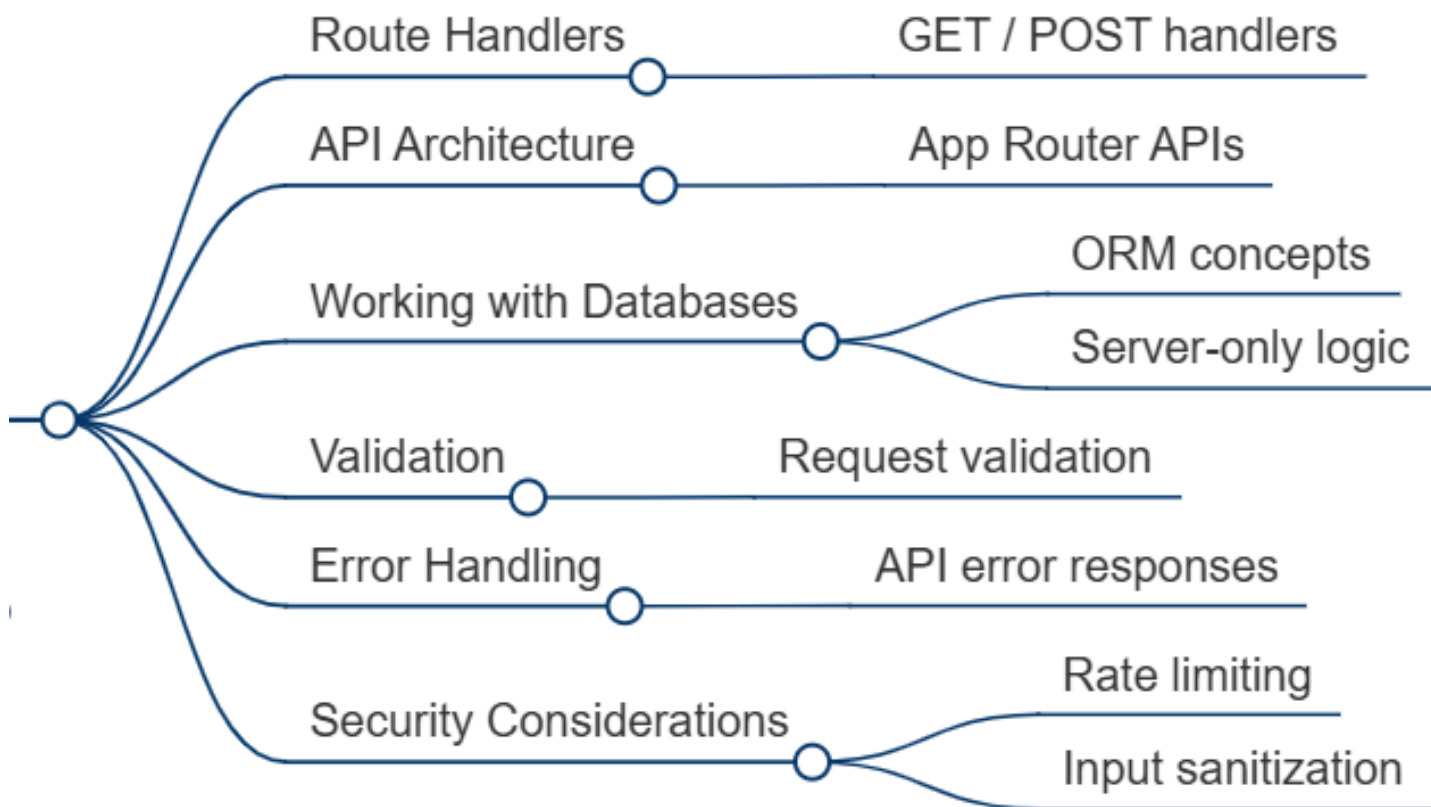 Route Handlers
GET / POST handlers
API Architecture
App Router APIs
Working with Databases
ORM concepts
Server-only logic
Validation
Request validation
Error Handling
API error responses
Security Considerations
Rate limiting
Input sanitization